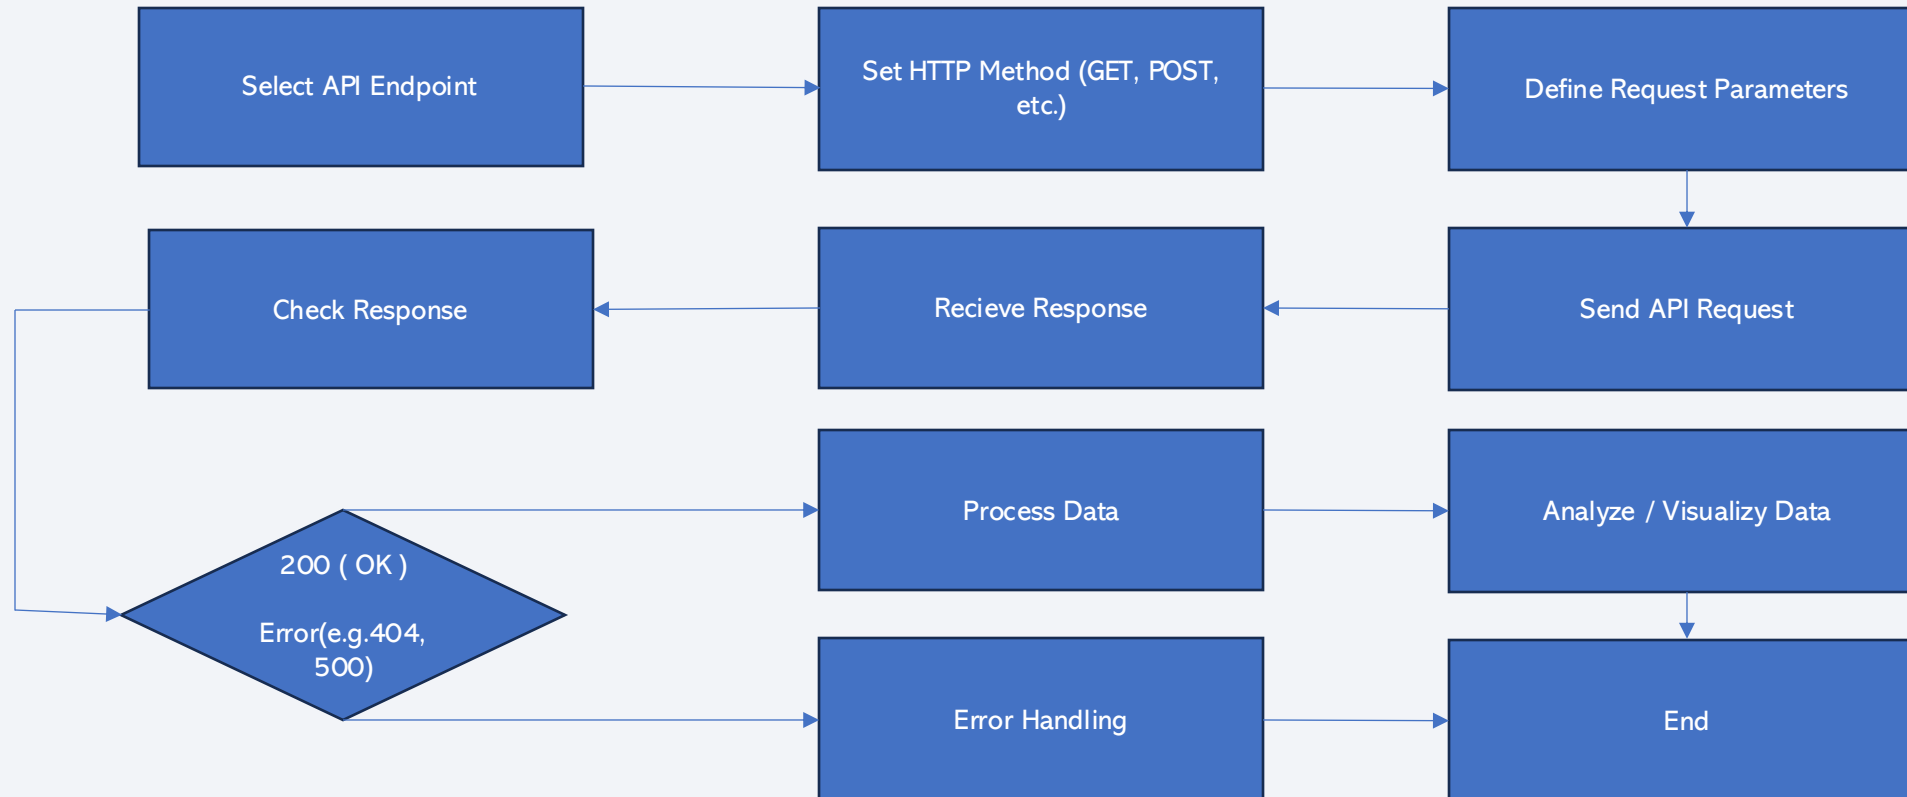 Select API Endpoint
Set HTTP Method (GET, POST,
etc.)
Define Request Parameters
Check Response
Recieve Response
Send API Request
200 ( OK )
Error(e.g.404,
500)
Process Data
Analyze / Visualizy Data
Error Handling
End